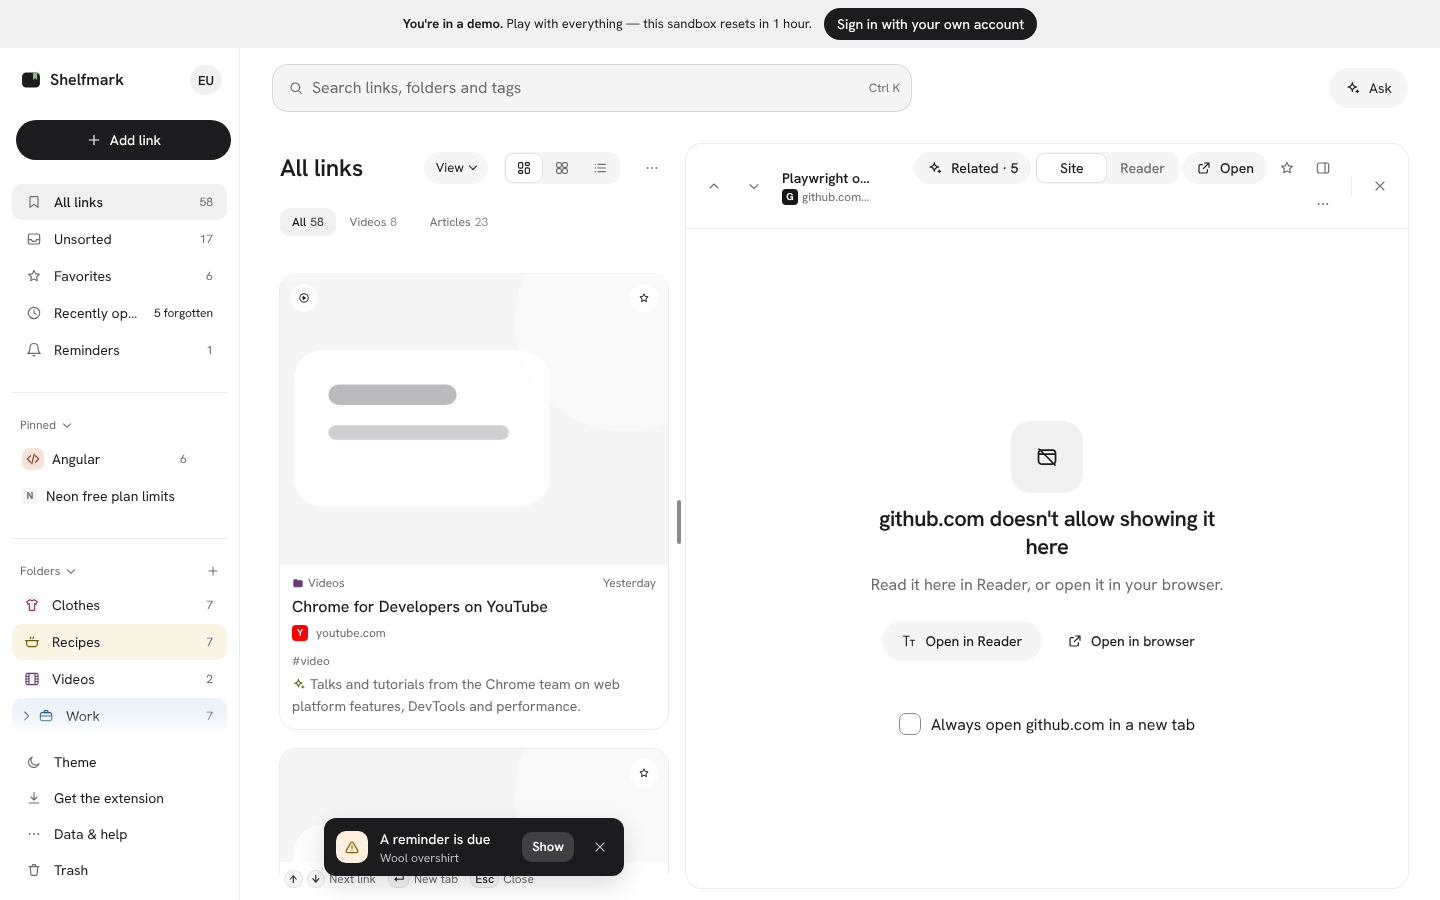 You're in a demo. Play with everything — this sandbox resets in 1 hour.
Sign in with your own account
Shelfmark
EU
Add link
All links 58
Unsorted 17
Favorites 6
Recently op... 5 forgotten
Reminders 1
Pinned
Angular 6
N Neon free plan limits
Folders
Clothes 7
Recipes 7
Videos 2
Work 7
Theme
Get the extension
Data & help
Trash
Search links, folders and tags Ctrl K
Ask
All links
View
All 58 Videos 8 Articles 23
Videos Yesterday
Chrome for Developers on YouTube
Y youtube.com
#video
Talks and tutorials from the Chrome team on web
platform features, DevTools and performance.
A reminder is due
Wool overshirt
Show
Next link New tab Esc Close
Playwright o...
G github.com...
Related · 5
Site Reader
Open
github.com doesn't allow showing it
here
Read it here in Reader, or open it in your browser.
Open in Reader
Open in browser
Always open github.com in a new tab